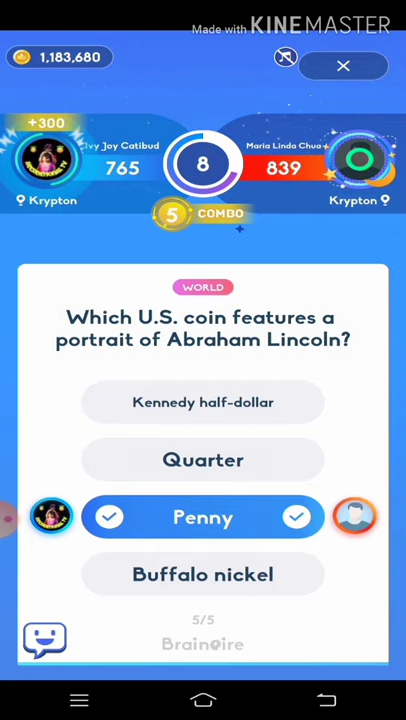 Made with KINEMASTER
1,183,680
+300
Ivy Joy Catibud
765
8
Maria Linda Chua
839
Krypton
Krypton
5 COMBO
WORLD
Which U.S. coin features a
portrait of Abraham Lincoln?
Kennedy half-dollar
Quarter
Penny
Buffalo nickel
5/5